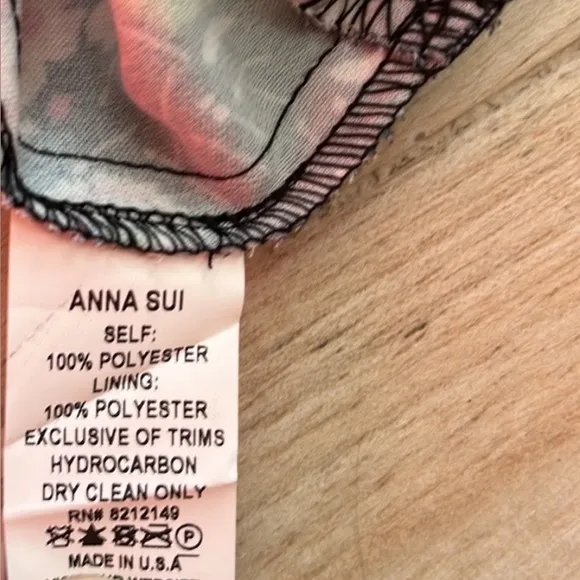 ANNA SUI
SELF:
100% POLYESTER
LINING:
100% POLYESTER
EXCLUSIVE OF TRIMS
HYDROCARBON
DRY CLEAN ONLY
RN# 8212149
P
MADE IN U.S.A